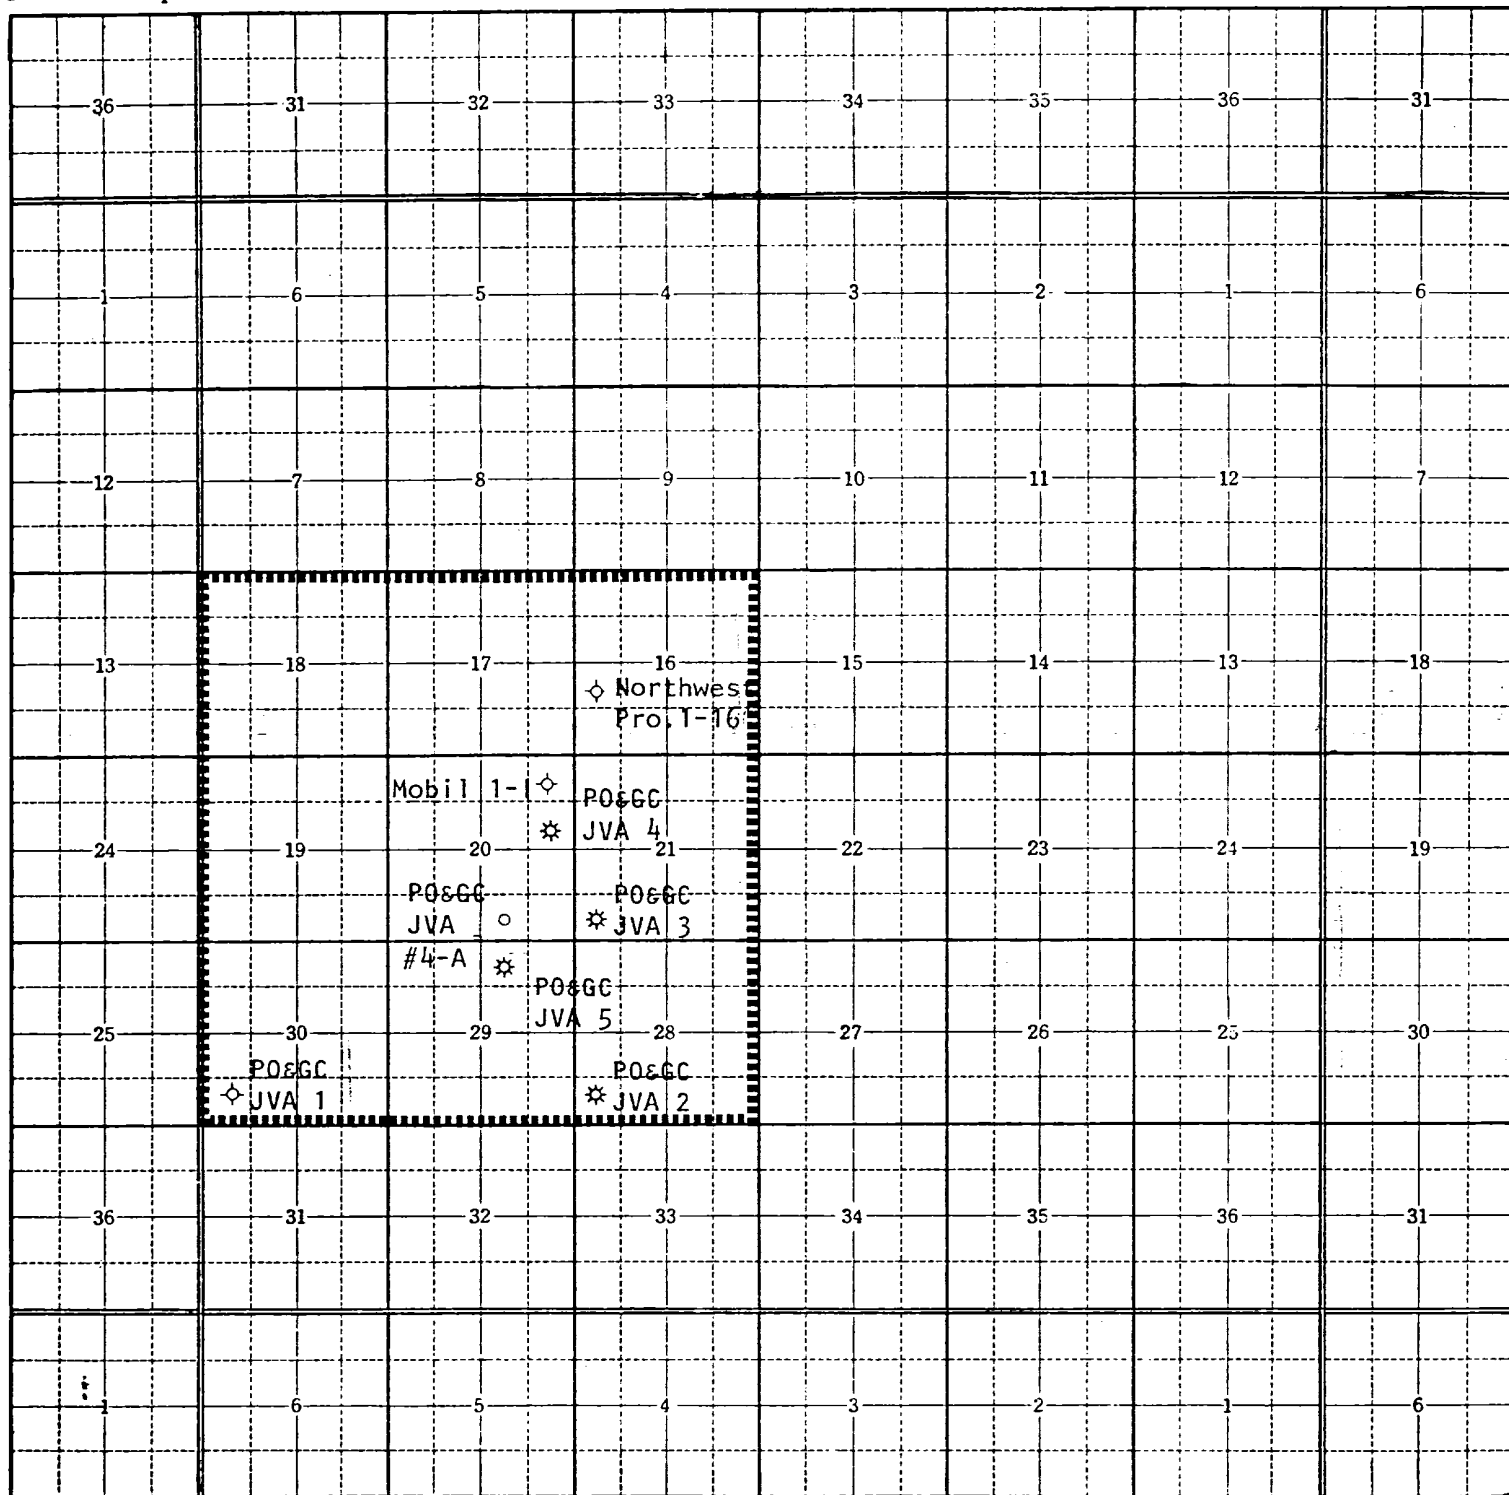 36 31 32 33 34 35 36 31
1 6 5 4 3 2 1 6
12 7 8 9 10 11 12 7
13 18 17 16 15 14 13 18
Northwest
Pro.1-16
Mobil 1-I
PO&GC
JVA 4
24 19 20 21 22 23 24 19
PO&GC
JVA
#4-A
PO&GC
JVA 3
PO&GC
JVA 5
25 30 29 28 27 26 25 30
PO&GC
JVA 1
PO&GC
JVA 2
36 31 32 33 34 35 36 31
1 6 5 4 3 2 1 6